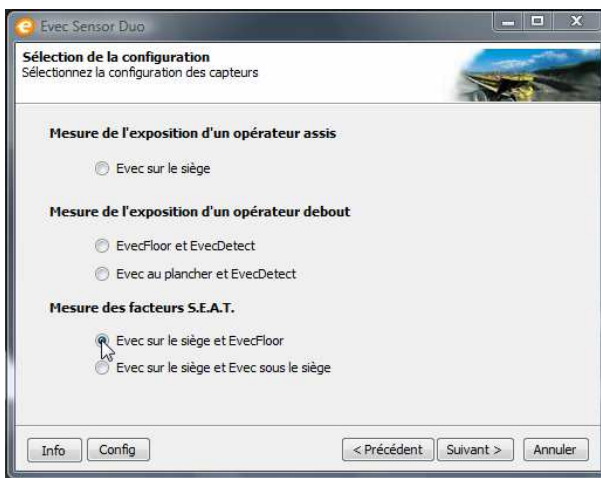 Evec Sensor Duo
Sélection de la configuration
Sélectionnez la configuration des capteurs
Mesure de l'exposition d'un opérateur assis
Evec sur le siège
Mesure de l'exposition d'un opérateur debout
EvecFloor et EvecDetect
Evec au plancher et EvecDetect
Mesure des facteurs S.E.A.T.
Evec sur le siège et EvecFloor
Evec sur le siège et Evec sous le siège
Info Config < Précédent Suivant > Annuler